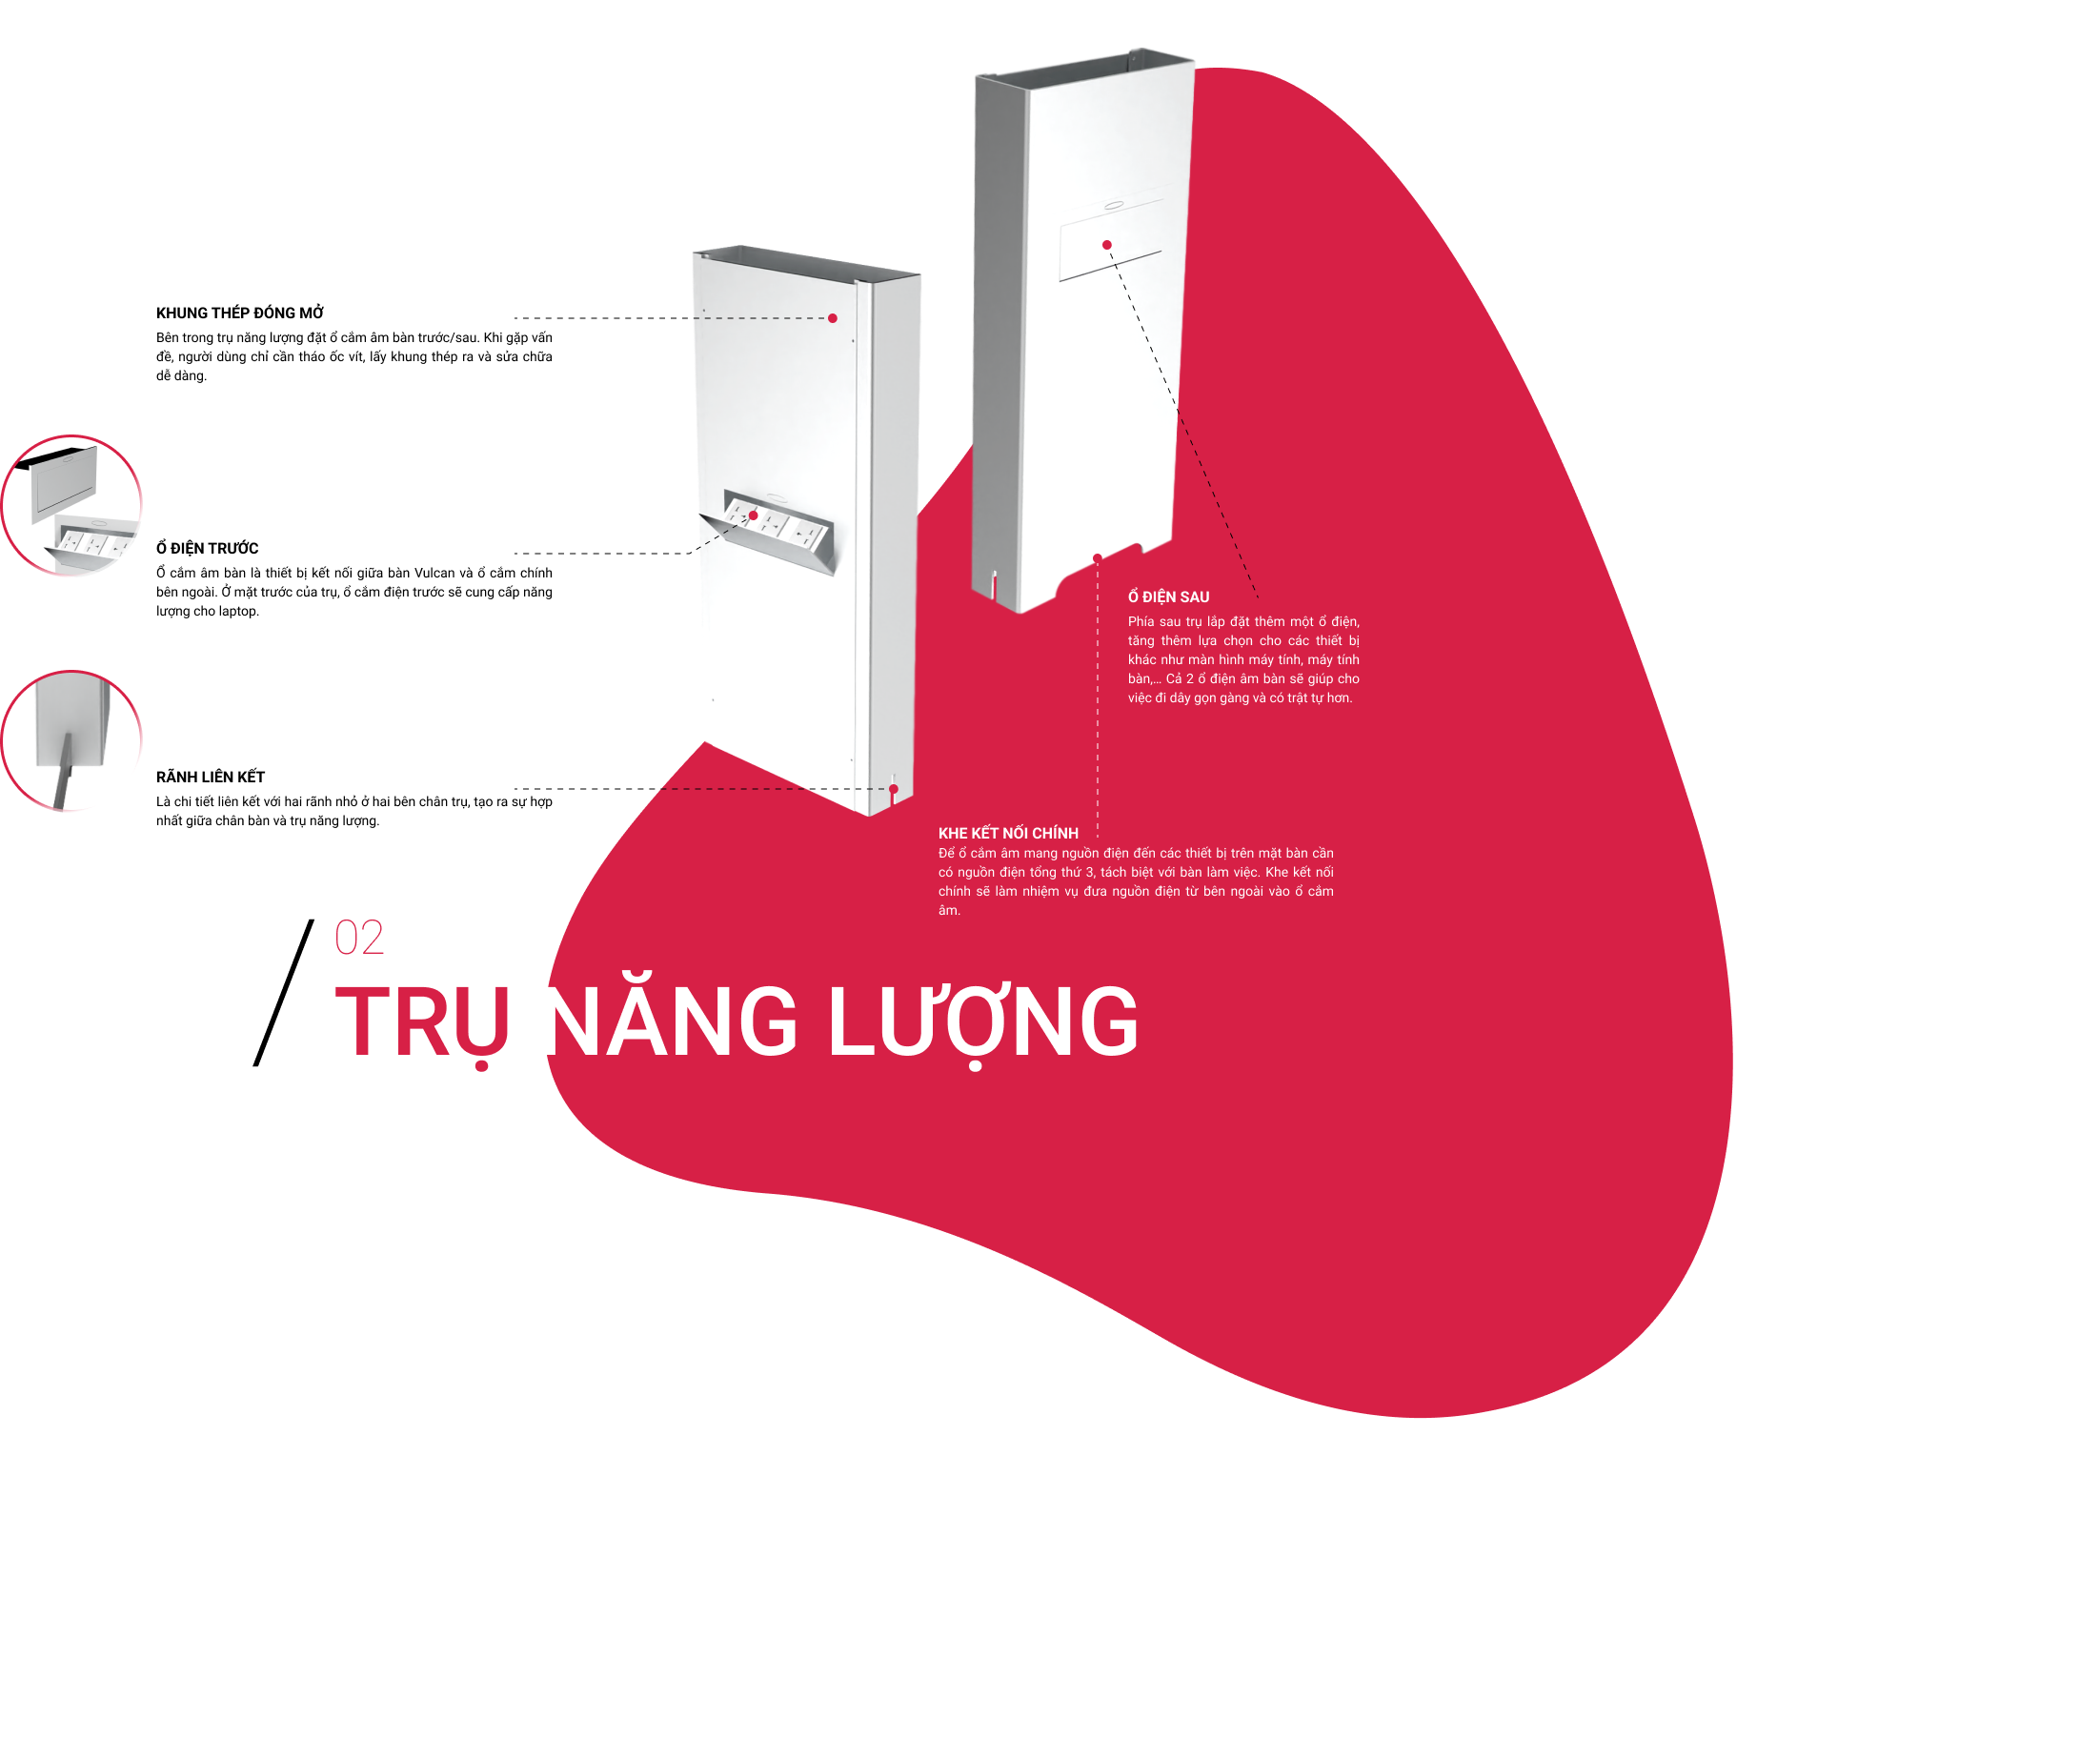 KHUNG THÉP ĐÓNG MỞ
Bên trong trụ năng lượng đặt ổ cắm âm bàn trước/sau. Khi gặp vấn
đề, người dùng chỉ cần tháo ốc vít, lấy khung thép ra và sửa chữa
dễ dàng.
Ổ ĐIỆN TRƯỚC
Ổ cắm âm bàn là thiết bị kết nối giữa bàn Vulcan và ổ cắm chính
bên ngoài. Ở mặt trước của trụ, ổ cắm điện trước sẽ cung cấp năng
lượng cho laptop.
RÃNH LIÊN KẾT
Là chi tiết liên kết với hai rãnh nhỏ ở hai bên chân trụ, tạo ra sự hợp
nhất giữa chân bàn và trụ năng lượng.
Ổ ĐIỆN SAU
Phía sau trụ lắp đặt thêm một ổ điện,
tăng thêm lựa chọn cho các thiết bị
khác như màn hình máy tính, máy tính
bàn,... Cả 2 ổ điện âm bàn sẽ giúp cho
việc đi dây gọn gàng và có trật tự hơn.
KHE KẾT NỐI CHÍNH
Để ổ cắm âm mang nguồn điện đến các thiết bị trên mặt bàn cần
có nguồn điện tổng thứ 3, tách biệt với bàn làm việc. Khe kết nối
chính sẽ làm nhiệm vụ đưa nguồn điện từ bên ngoài vào ổ cắm
âm.
02
TRỤ NĂNG LƯỢNG